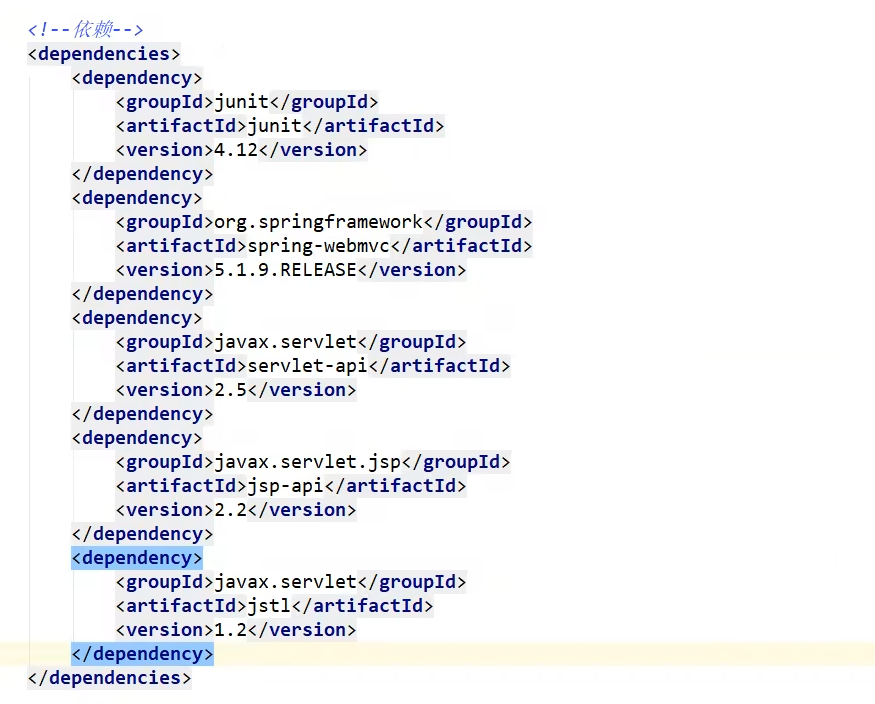 <!--依赖-->
<dependencies>
    <dependency>
        <groupId>junit</groupId>
        <artifactId>junit</artifactId>
        <version>4.12</version>
    </dependency>
    <dependency>
        <groupId>org.springframework</groupId>
        <artifactId>spring-webmvc</artifactId>
        <version>5.1.9.RELEASE</version>
    </dependency>
    <dependency>
        <groupId>javax.servlet</groupId>
        <artifactId>servlet-api</artifactId>
        <version>2.5</version>
    </dependency>
    <dependency>
        <groupId>javax.servlet.jsp</groupId>
        <artifactId>jsp-api</artifactId>
        <version>2.2</version>
    </dependency>
    <dependency>
        <groupId>javax.servlet</groupId>
        <artifactId>jstl</artifactId>
        <version>1.2</version>
    </dependency>
</dependencies>